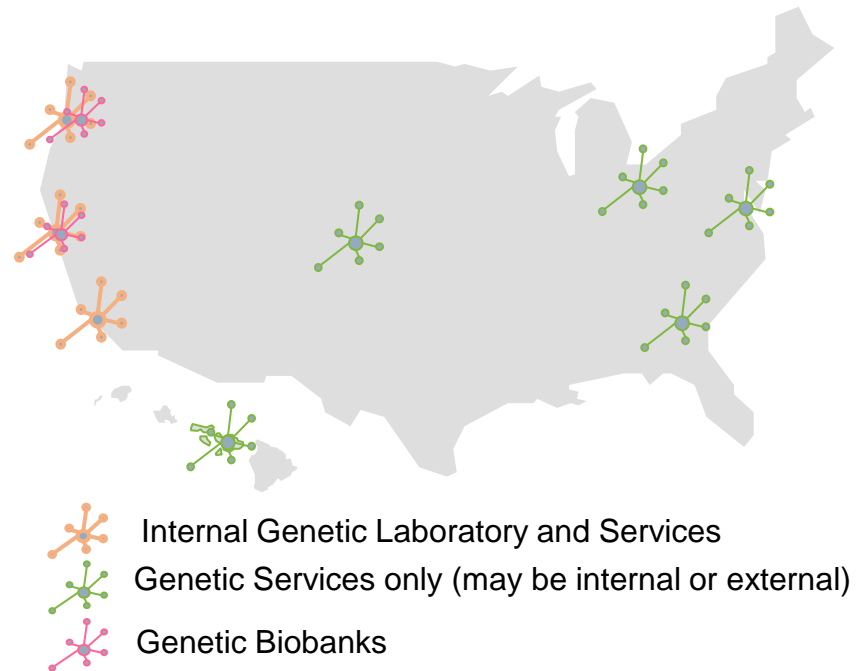 Internal Genetic Laboratory and Services
Genetic Services only (may be internal or external)
Genetic Biobanks